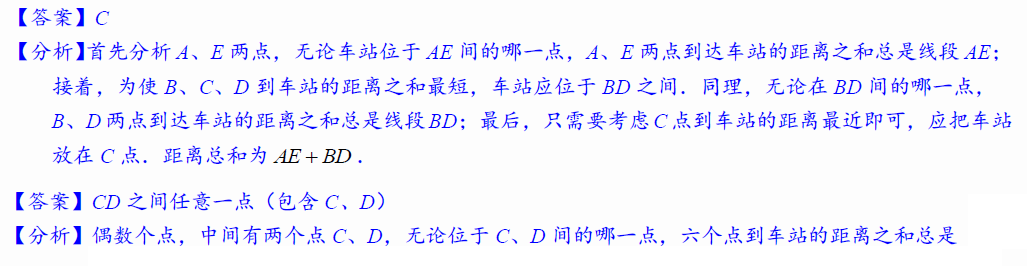 【答案】C
【分析】首先分析 A、E 两点，无论车站位于 AE 间的哪一点，A、E 两点到达车站的距离之和总是线段 AE；
接着，为使 B、C、D 到车站的距离之和最短，车站应位于 BD 之间．同理，无论在 BD 间的哪一点，
B、D 两点到达车站的距离之和总是线段 BD；最后，只需要考虑 C 点到车站的距离最近即可，应把车站
放在 C 点．距离总和为 AE+BD．
【答案】CD 之间任意一点（包含 C、D）
【分析】偶数个点，中间有两个点 C、D，无论位于 C、D 间的哪一点，六个点到车站的距离之和总是